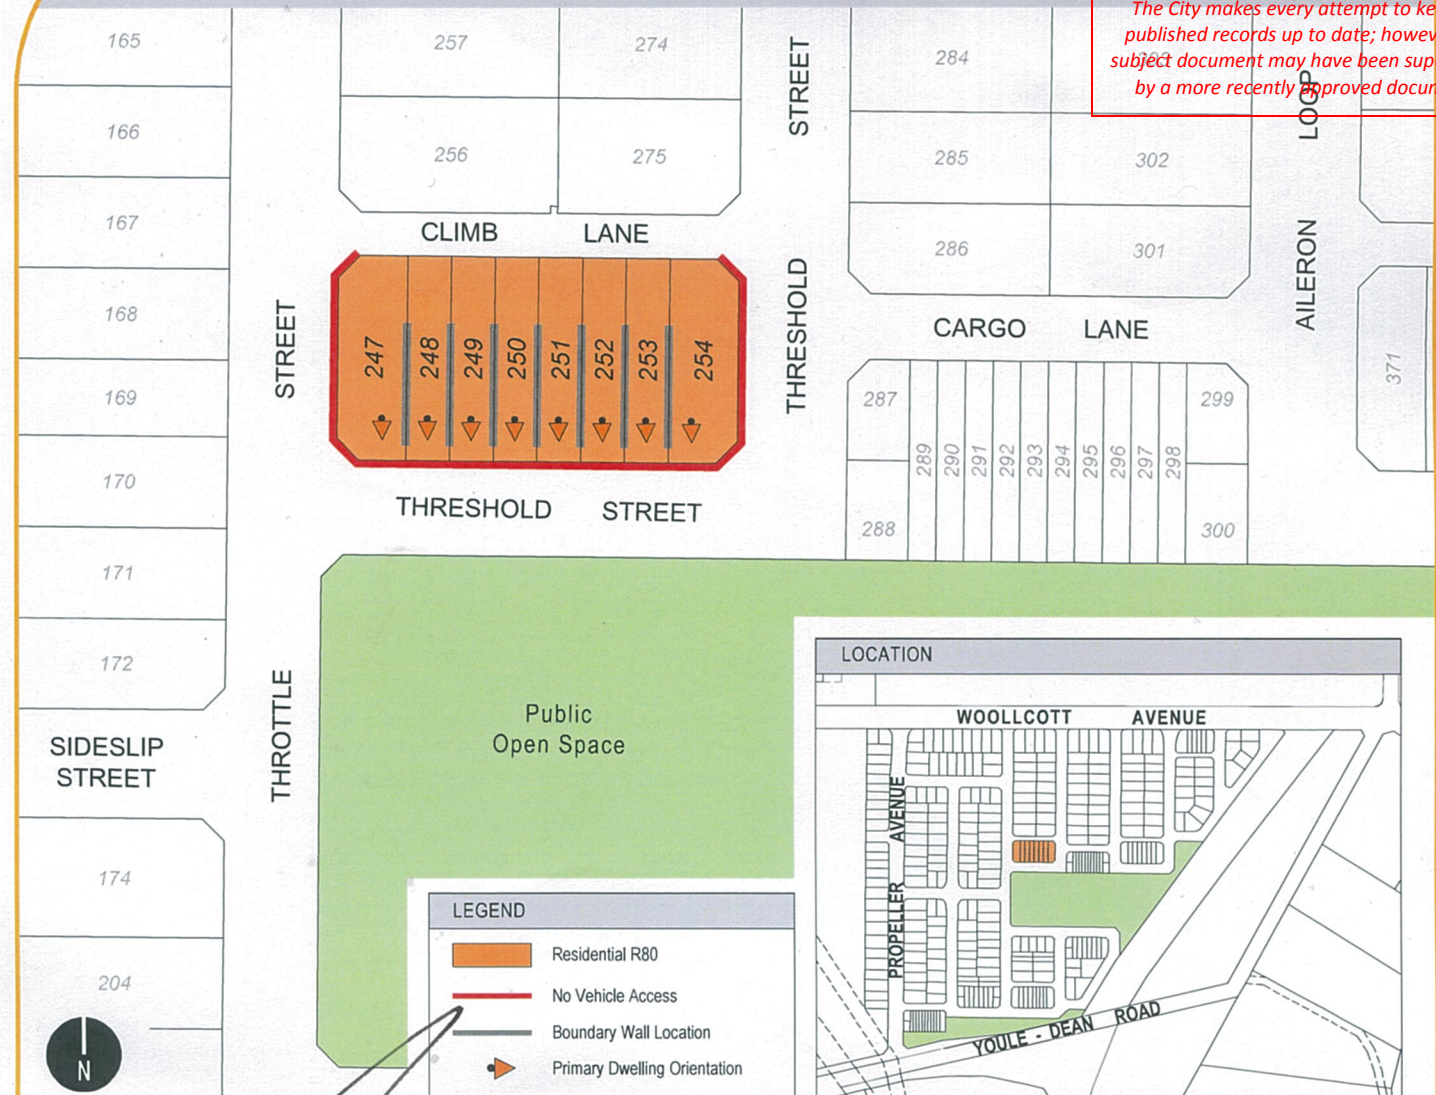 The City makes every attempt to ke
published records up to date; howev
subject document may have been sup
by a more recently approved docur
165
166
167
168
169
170
171
172
174
204
257
274
256
275
284
302
285
286
301
STREET
LOOP
CLIMB LANE
STREET
THRESHOLD
AILERON
CARGO LANE
247
248
249
250
251
252
253
254
287
288
289
290
291
292
293
294
295
296
297
298
299
300
371
THRESHOLD STREET
THROTTLE
SIDESLIP
STREET
Public
Open Space
LOCATION
WOOLLCOTT AVENUE
PROPELLER AVENUE
YOULE - DEAN ROAD
LEGEND
Residential R80
No Vehicle Access
Boundary Wall Location
Primary Dwelling Orientation
N